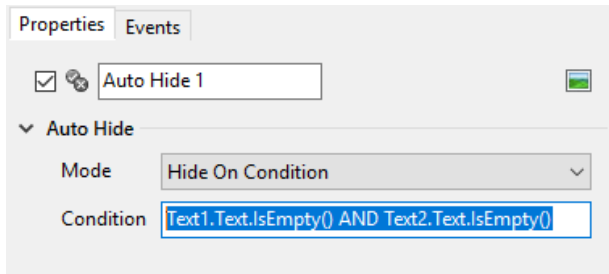 Properties Events
Auto Hide 1
Auto Hide
Mode Hide On Condition
Condition Text1.Text.IsEmpty() AND Text2.Text.IsEmpty()